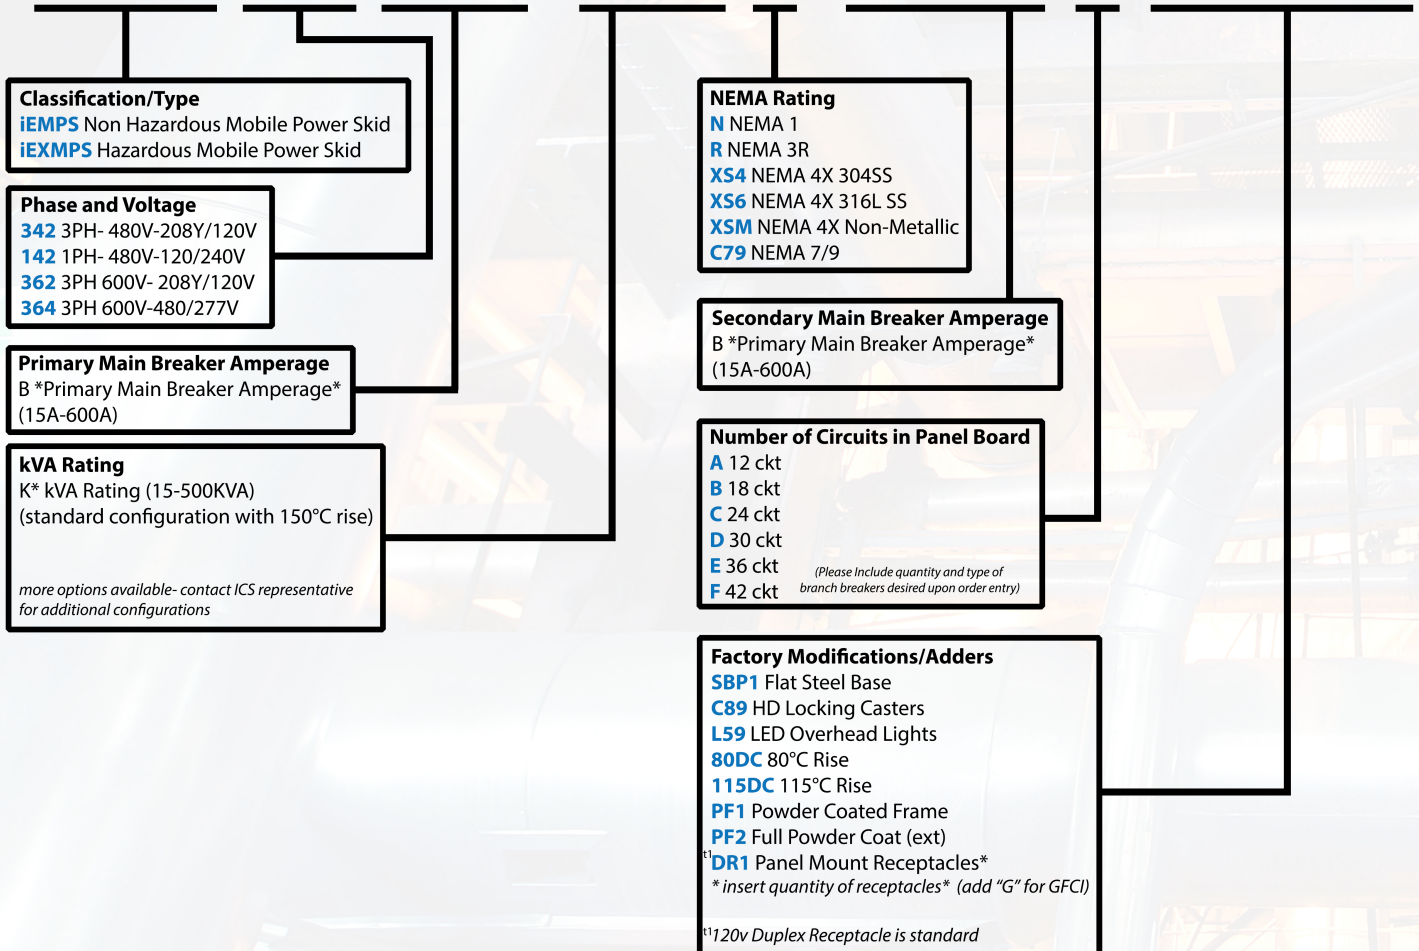 Classification/Type
iEMPS Non Hazardous Mobile Power Skid
iEXMPS Hazardous Mobile Power Skid
Phase and Voltage
342 3PH- 480V-208Y/120V
142 1PH- 480V-120/240V
362 3PH 600V- 208Y/120V
364 3PH 600V-480/277V
Primary Main Breaker Amperage
B *Primary Main Breaker Amperage*
(15A-600A)
kVA Rating
K* kVA Rating (15-500KVA)
(standard configuration with 150°C rise)
more options available- contact ICS representative
for additional configurations
NEMA Rating
N NEMA 1
R NEMA 3R
XS4 NEMA 4X 304SS
XS6 NEMA 4X 316L SS
XSM NEMA 4X Non-Metallic
C79 NEMA 7/9
Secondary Main Breaker Amperage
B *Primary Main Breaker Amperage*
(15A-600A)
Number of Circuits in Panel Board
A 12 ckt
B 18 ckt
C 24 ckt
D 30 ckt
E 36 ckt
F 42 ckt
(Please Include quantity and type of
branch breakers desired upon order entry)
Factory Modifications/Adders
SBP1 Flat Steel Base
C89 HD Locking Casters
L59 LED Overhead Lights
80DC 80°C Rise
115DC 115°C Rise
PF1 Powder Coated Frame
PF2 Full Powder Coat (ext)
t1DR1 Panel Mount Receptacles*
* insert quantity of receptacles* (add “G” for GFCI)
t1120v Duplex Receptacle is standard